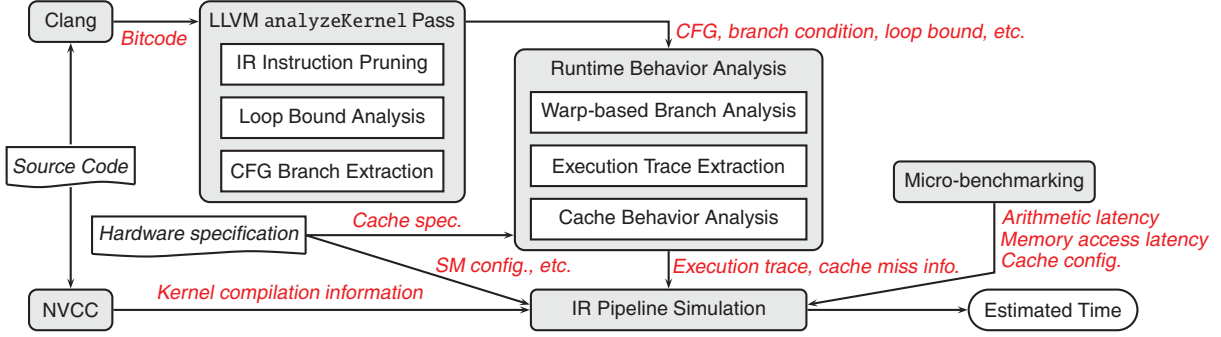 Clang
Bitcode
LLVM analyzeKernel Pass
IR Instruction Pruning
Loop Bound Analysis
CFG Branch Extraction
CFG, branch condition, loop bound, etc.
Runtime Behavior Analysis
Warp-based Branch Analysis
Execution Trace Extraction
Cache Behavior Analysis
Source Code
Micro-benchmarking
Hardware specification
Cache spec.
SM config., etc.
Arithmetic latency
Memory access latency
Cache config.
Execution trace, cache miss info.
Kernel compilation information
NVCC
IR Pipeline Simulation
Estimated Time